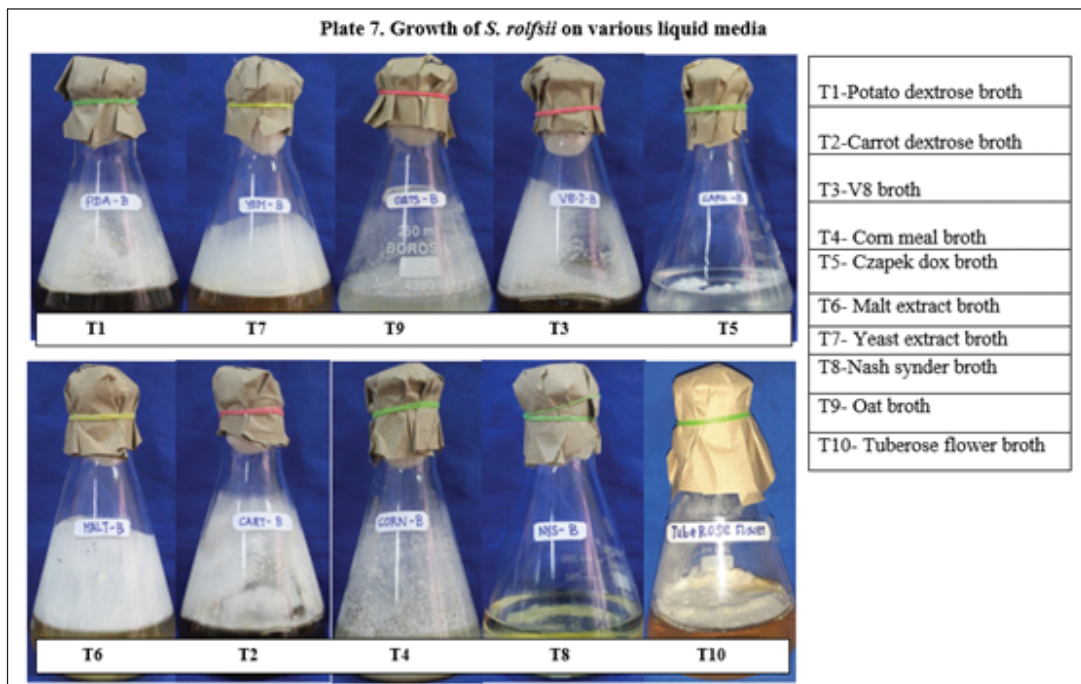 Plate 7. Growth of S. rolfsii on various liquid media
PDA-B
YEM-B
OATS-B
250 ml
BOROSI
V8-J-B
T1
T7
T9
T3
T5
MALT-B
CART-B
CORN-B
NYS-B
TubeROSE Flower
T6
T2
T4
T8
T10
T1-Potato dextrose broth
T2-Carrot dextrose broth
T3-V8 broth
T4- Corn meal broth
T5- Czapek dox broth
T6- Malt extract broth
T7- Yeast extract broth
T8-Nash synder broth
T9- Oat broth
T10- Tuberose flower broth